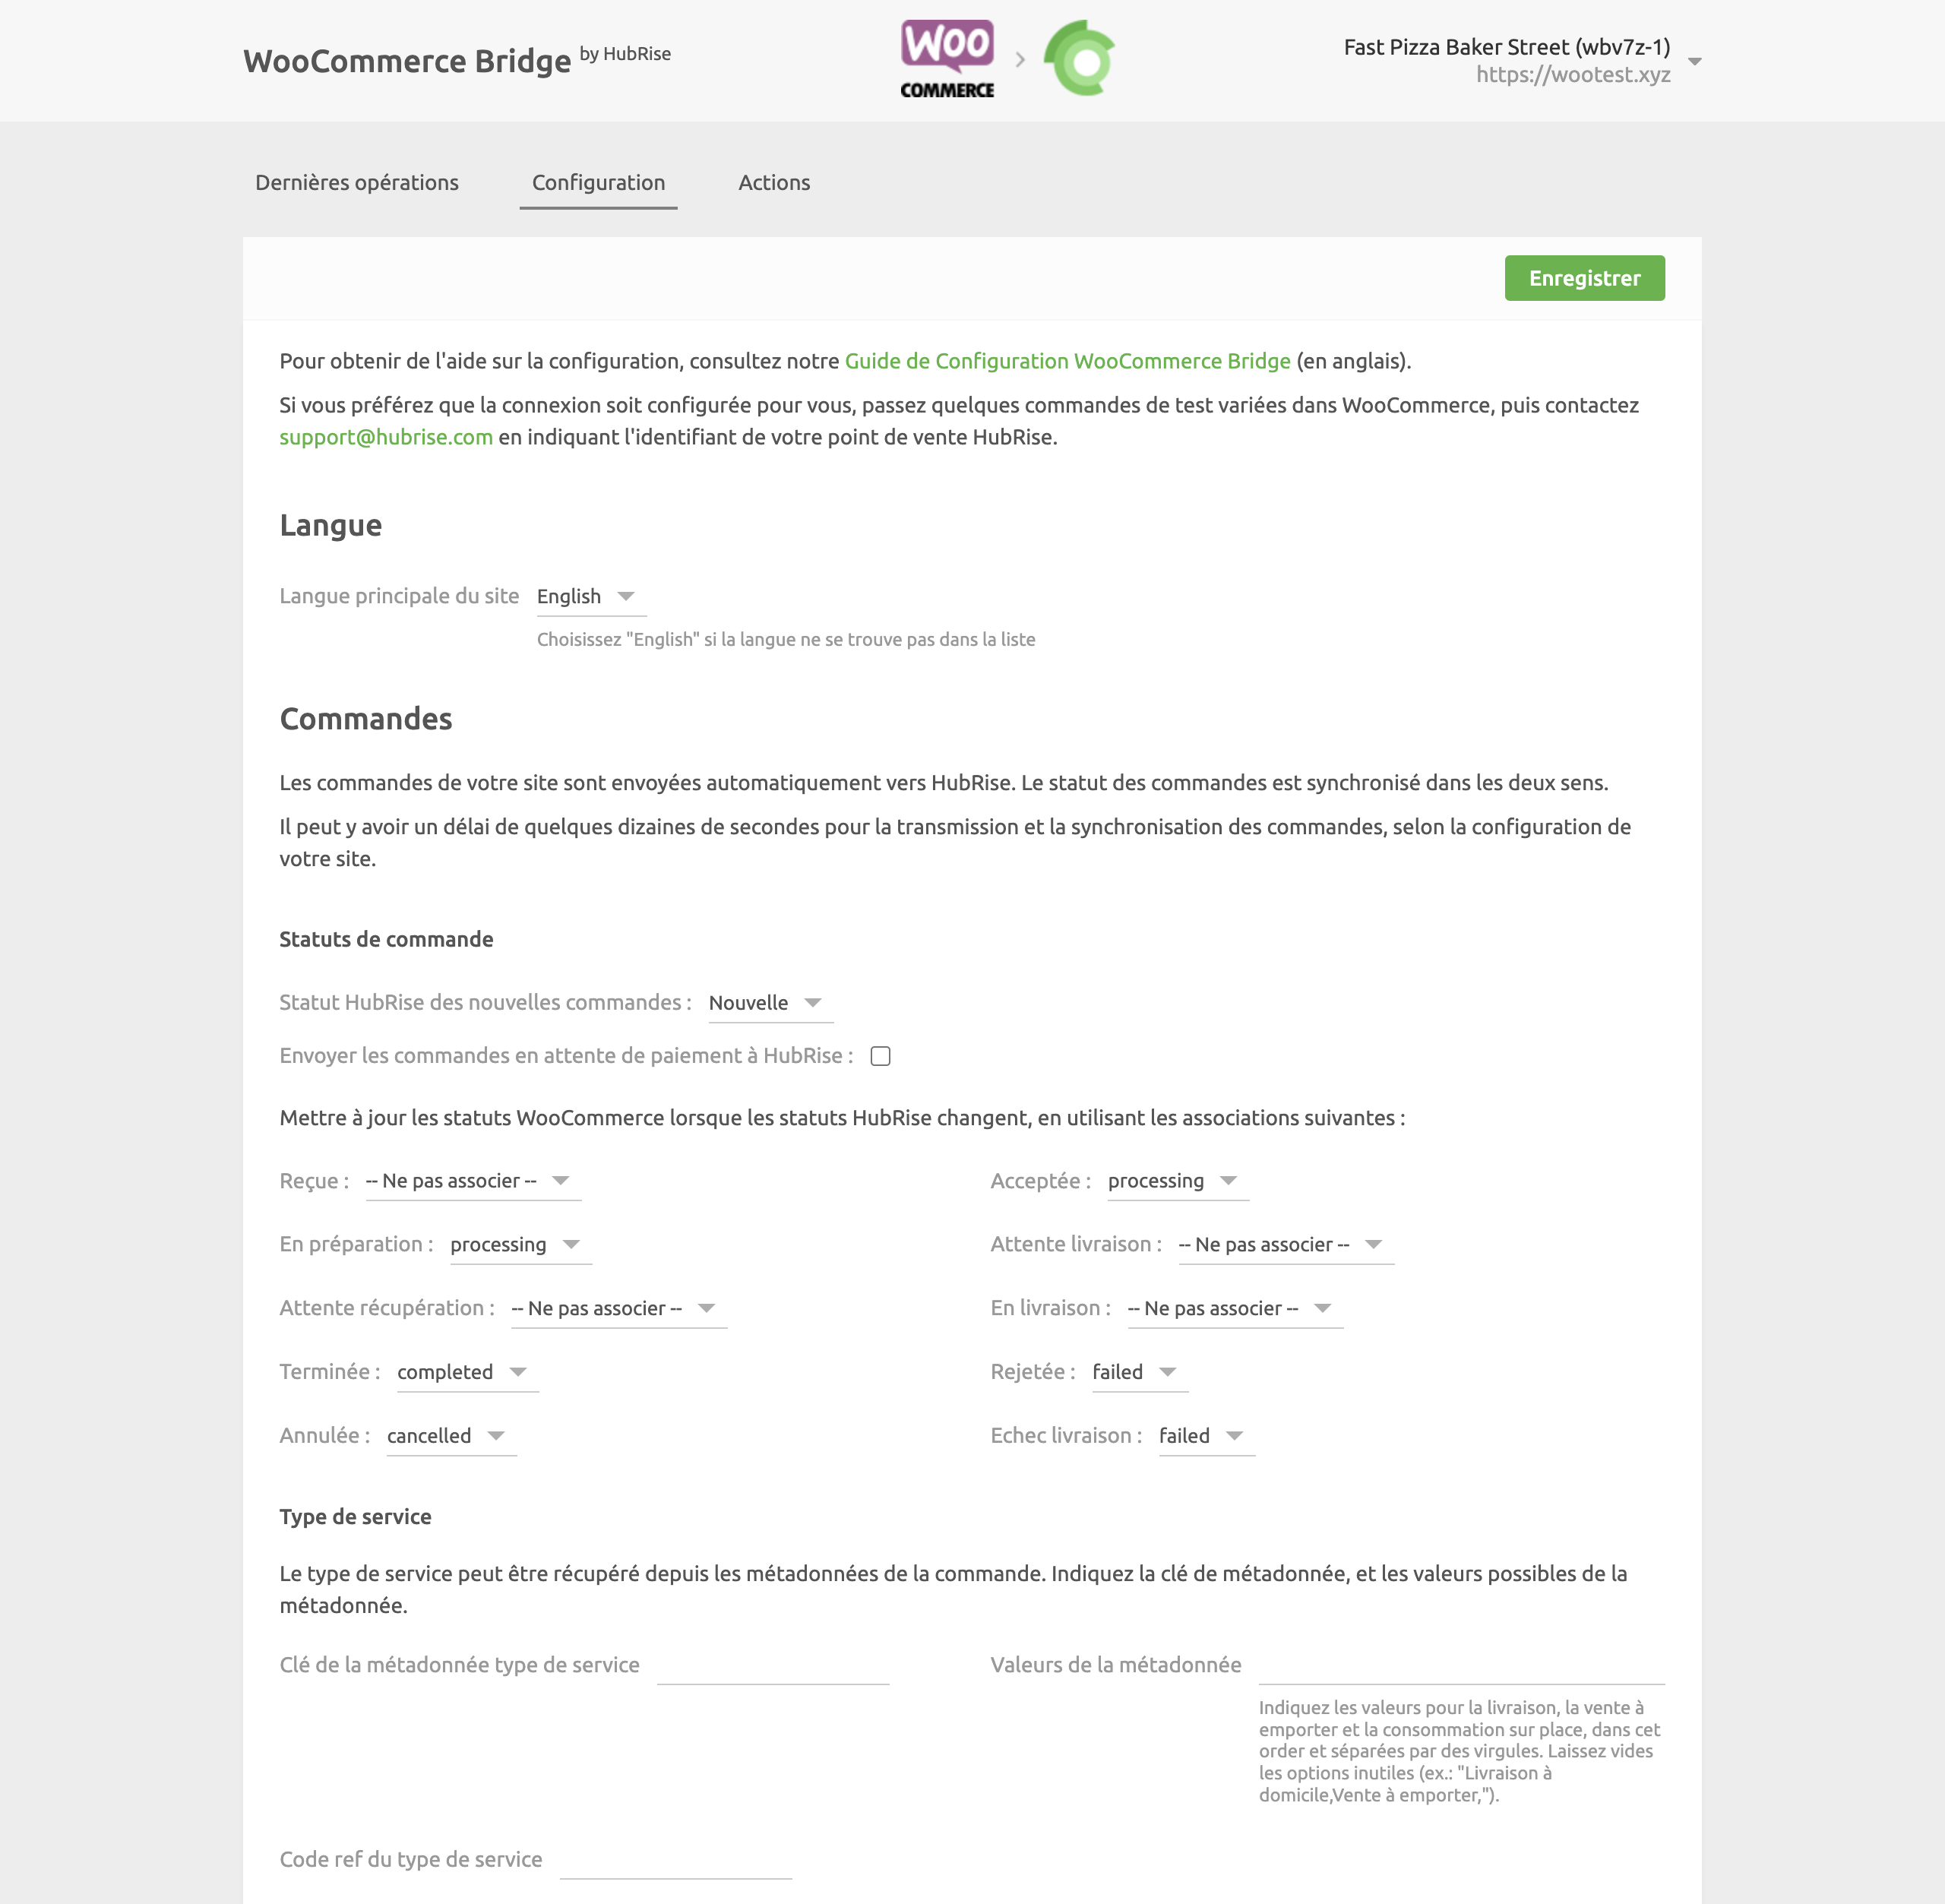 WooCommerce Bridge by HubRise
WOO
COMMERCE
Fast Pizza Baker Street (wbv7z-1)
https://wootest.xyz
Dernières opérations
Configuration
Actions
Enregistrer
Pour obtenir de l'aide sur la configuration, consultez notre Guide de Configuration WooCommerce Bridge (en anglais).
Si vous préférez que la connexion soit configurée pour vous, passez quelques commandes de test variées dans WooCommerce, puis contactez
support@hubrise.com en indiquant l'identifiant de votre point de vente HubRise.
Langue
Langue principale du site English
Choisissez "English" si la langue ne se trouve pas dans la liste
Commandes
Les commandes de votre site sont envoyées automatiquement vers HubRise. Le statut des commandes est synchronisé dans les deux sens.
Il peut y avoir un délai de quelques dizaines de secondes pour la transmission et la synchronisation des commandes, selon la configuration de
votre site.
Statuts de commande
Statut HubRise des nouvelles commandes : Nouvelle
Envoyer les commandes en attente de paiement à HubRise :
Mettre à jour les statuts WooCommerce lorsque les statuts HubRise changent, en utilisant les associations suivantes :
Reçue : -- Ne pas associer --
Acceptée : processing
En préparation : processing
Attente livraison : -- Ne pas associer --
Attente récupération : -- Ne pas associer --
En livraison : -- Ne pas associer --
Terminée : completed
Rejetée : failed
Annulée : cancelled
Echec livraison : failed
Type de service
Le type de service peut être récupéré depuis les métadonnées de la commande. Indiquez la clé de métadonnée, et les valeurs possibles de la
métadonnée.
Clé de la métadonnée type de service
Valeurs de la métadonnée
Indiquez les valeurs pour la livraison, la vente à
emporter et la consommation sur place, dans cet
order et séparées par des virgules. Laissez vides
les options inutiles (ex.: "Livraison à
domicile,Vente à emporter,").
Code ref du type de service